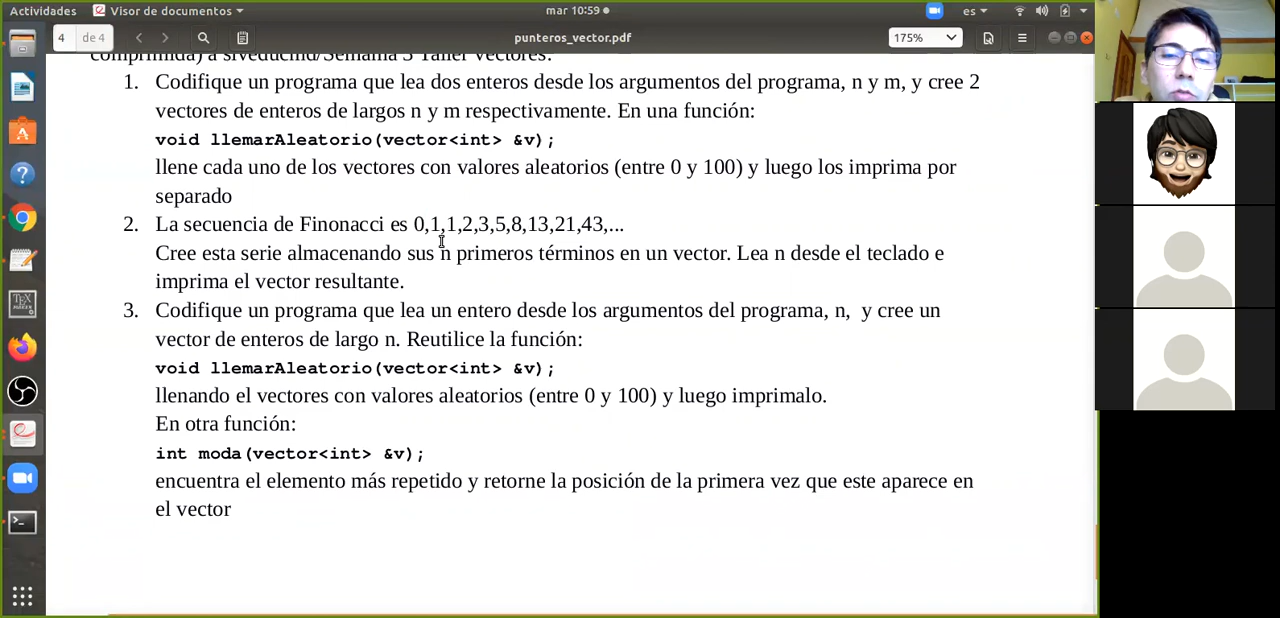 Actividades Visor de documentos mar 10:59 es
4 de 4 punteros_vector.pdf 175%
comprimida) a siveducmd/Semana 3 Taller vectores.
1. Codifique un programa que lea dos enteros desde los argumentos del programa, n y m, y cree 2
vectores de enteros de largos n y m respectivamente. En una función:
void llemarAleatorio(vector<int> &v);
llene cada uno de los vectores con valores aleatorios (entre 0 y 100) y luego los imprima por
separado
2. La secuencia de Finonacci es 0,1,1,2,3,5,8,13,21,43,...
Cree esta serie almacenando sus n primeros términos en un vector. Lea n desde el teclado e
imprima el vector resultante.
3. Codifique un programa que lea un entero desde los argumentos del programa, n, y cree un
vector de enteros de largo n. Reutilice la función:
void llemarAleatorio(vector<int> &v);
llenando el vectores con valores aleatorios (entre 0 y 100) y luego imprimalo.
En otra función:
int moda(vector<int> &v);
encuentra el elemento más repetido y retorne la posición de la primera vez que este aparece en
el vector